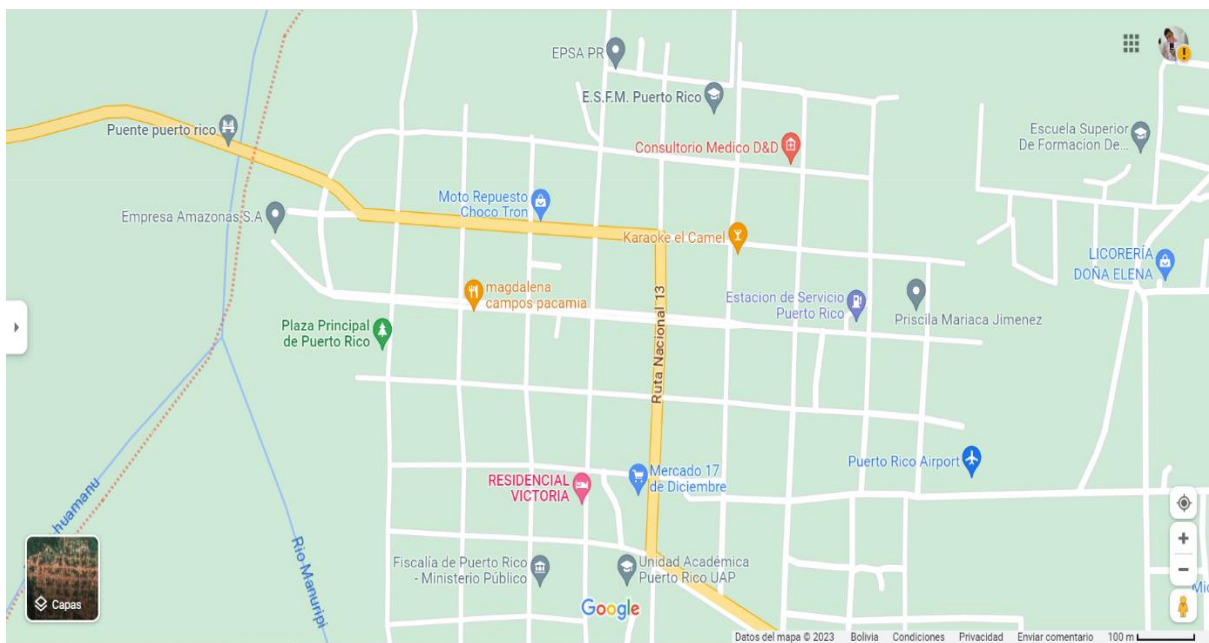 EPSA PR
E.S.F.M. Puerto Rico
Puente puerto rico
Consultorio Medico D&D
Escuela Superior
De Formacion De...
Moto Repuesto
Choco Tron
Empresa Amazonas S.A
Karaoke el Camel
LICORERÍA
DOÑA ELENA
magdalena
campos pacamia
Estacion de Servicio
Puerto Rico
Priscila Mariaca Jimenez
Plaza Principal
de Puerto Rico
Ruta Nacional 13
Puerto Rico Airport
RESIDENCIAL
VICTORIA
Mercado 17
de Diciembre
huamanu
Rio Manuripi
Fiscalía de Puerto Rico
- Ministerio Público
Unidad Académica
Puerto Rico UAP
Capas
Google
Datos del mapa © 2023 Bolivia Condiciones Privacidad Enviar comentario 100 m